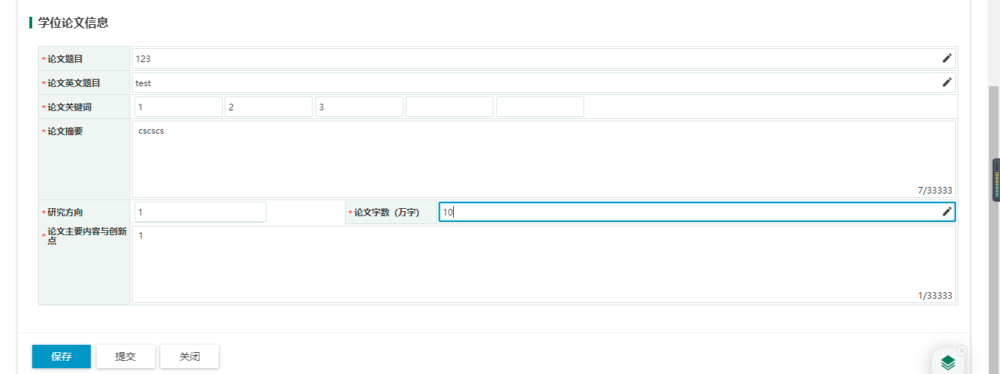 学位论文信息
*论文题目 123
*论文英文题目 test
*论文关键词 1 2 3
*论文摘要 cscscs
7/33333
*研究方向 1 *论文字数（万字） 10
*论文主要内容与创新点 1
1/33333
保存 提交 关闭